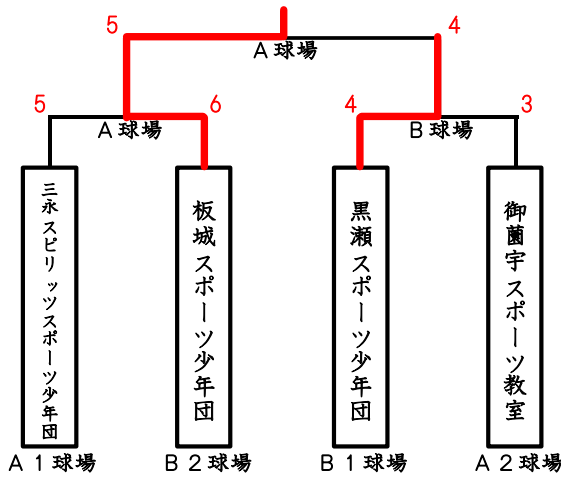 5
4
A球場
5
6
4
3
A球場
B球場
三永スピリッツスポーツ少年団
板城スポーツ少年団
黒瀬スポーツ少年団
御薗宇スポーツ教室
A1球場
B2球場
B1球場
A2球場